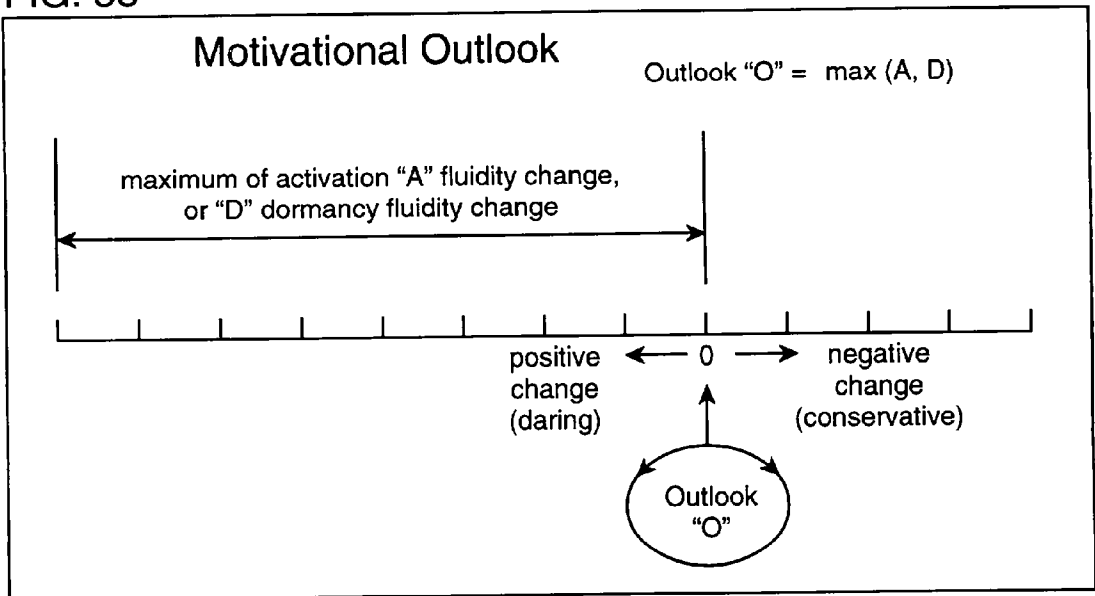 Motivational Outlook
Outlook “O” = max (A, D)
maximum of activation “A” fluidity change,
or “D” dormancy fluidity change
positive
change
(daring)
0
negative
change
(conservative)
Outlook
“O”